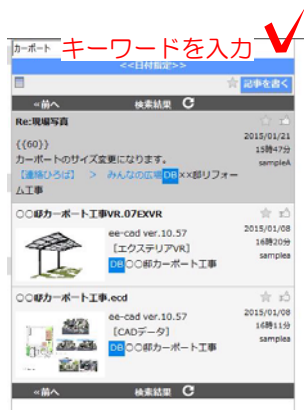 カーポート
キーワードを入力
<<日付指定>>
記事を書く
«前へ 検索結果
Re:現場写真
2015/01/21
15時47分
sampleA
{{60}}
カーポートのサイズ変更になります。
【連絡ひろば】 > みんなの広場DB××邸リフォー
ム工事
○○邸カーポート工事VR.07EXVR
2015/01/08
16時20分
samplea
ee-cad ver.10.57
[エクステリアVR]
DB○○邸カーポート工事
○○邸カーポート工事.ecd
2015/01/08
16時11分
samplea
ee-cad ver.10.57
[CADデータ]
DB○○邸カーポート工事
«前へ 検索結果